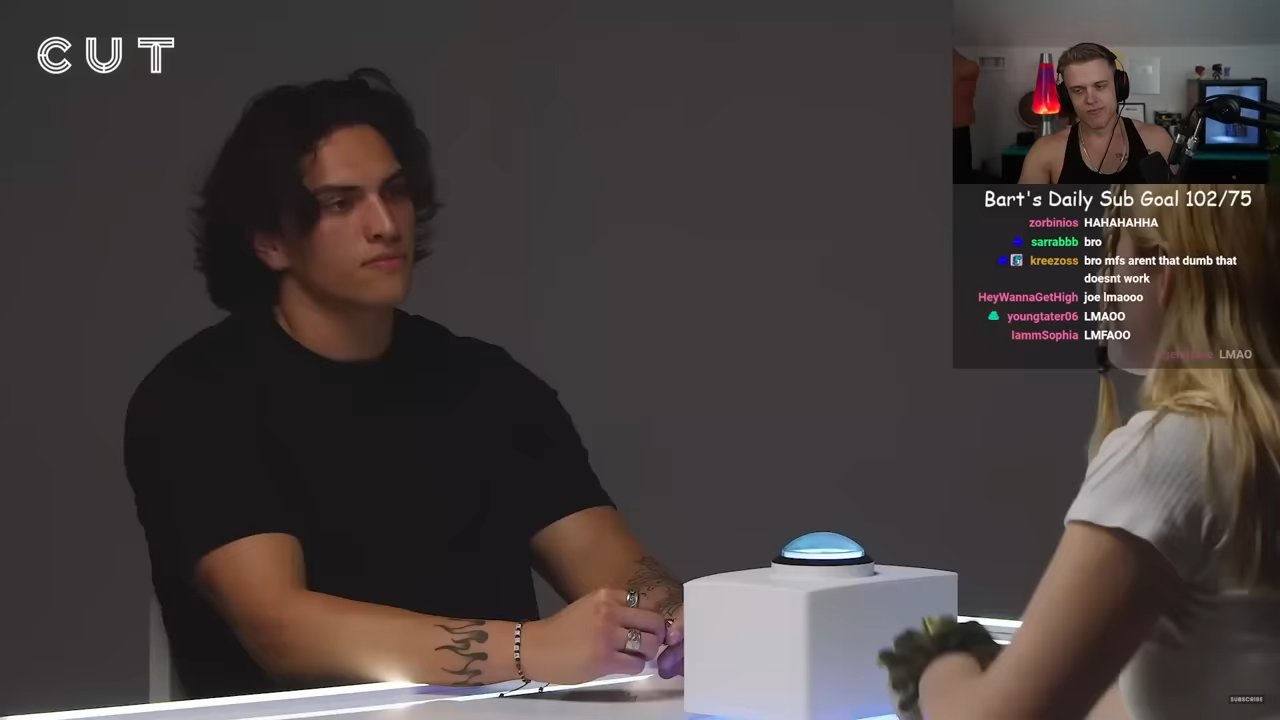 CUT
Bart's Daily Sub Goal 102/75
zorbinios HAHAHAHHA
sarrabbb bro
kreezoss bro mfs arent that dumb that
doesnt work
HeyWannaGetHigh joe lmaooo
youngtater06 LMAOO
IammSophia LMFAOO
LMAO
SUBSCRIBE